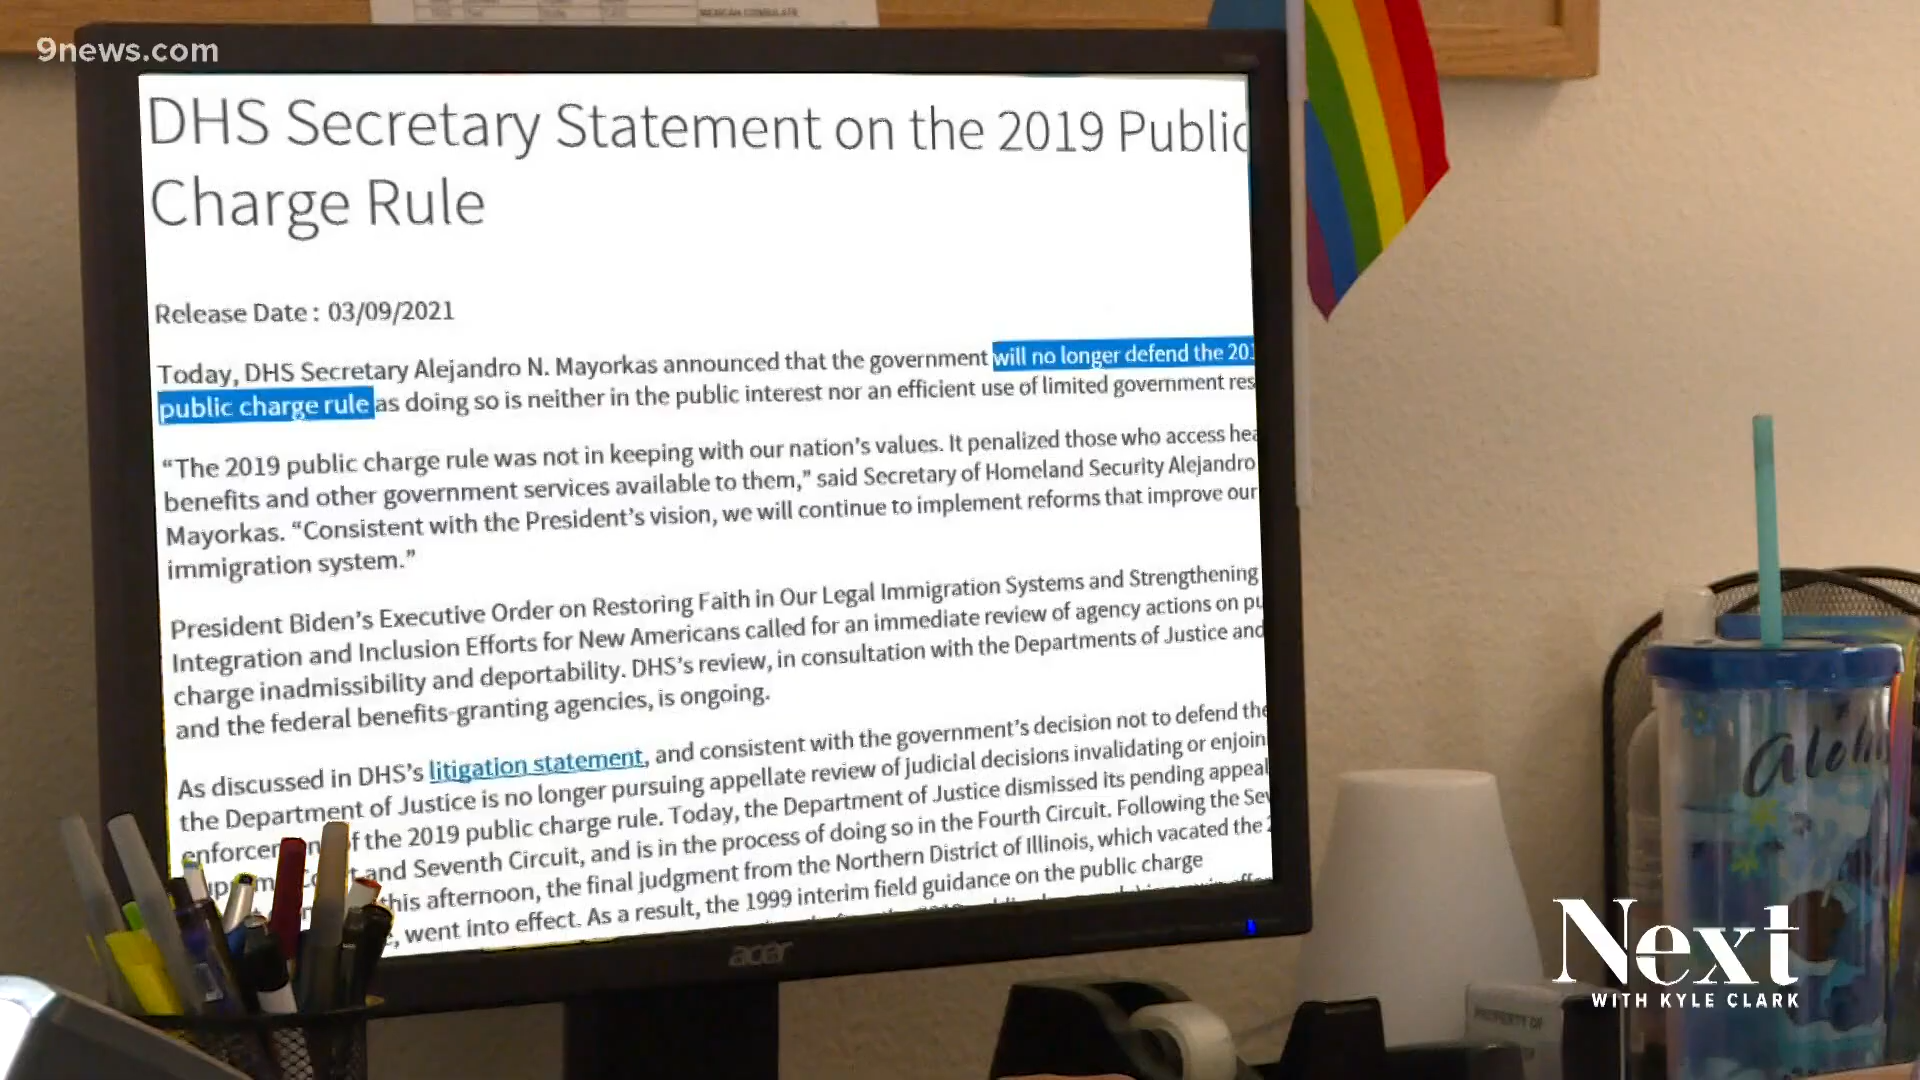 9news.com
MEXICAN CONSULATE
DHS Secretary Statement on the 2019 Public
Charge Rule
Release Date : 03/09/2021
Today, DHS Secretary Alejandro N. Mayorkas announced that the government will no longer defend the 201
public charge rule as doing so is neither in the public interest nor an efficient use of limited government res
“The 2019 public charge rule was not in keeping with our nation’s values. It penalized those who access hea
benefits and other government services available to them,” said Secretary of Homeland Security Alejandro
Mayorkas. “Consistent with the President’s vision, we will continue to implement reforms that improve our
immigration system.”
President Biden’s Executive Order on Restoring Faith in Our Legal Immigration Systems and Strengthening
Integration and Inclusion Efforts for New Americans called for an immediate review of agency actions on pu
charge inadmissibility and deportability. DHS’s review, in consultation with the Departments of Justice and
and the federal benefits-granting agencies, is ongoing.
As discussed in DHS’s litigation statement, and consistent with the government’s decision not to defend the
the Department of Justice is no longer pursuing appellate review of judicial decisions invalidating or enjoin
enforcemen f the 2019 public charge rule. Today, the Department of Justice dismissed its pending appeal
and Seventh Circuit, and is in the process of doing so in the Fourth Circuit. Following the Sev
this afternoon, the final judgment from the Northern District of Illinois, which vacated the 2
, went into effect. As a result, the 1999 interim field guidance on the public charge
acer
Aloh
PROPERTY OF
Next
WITH KYLE CLARK